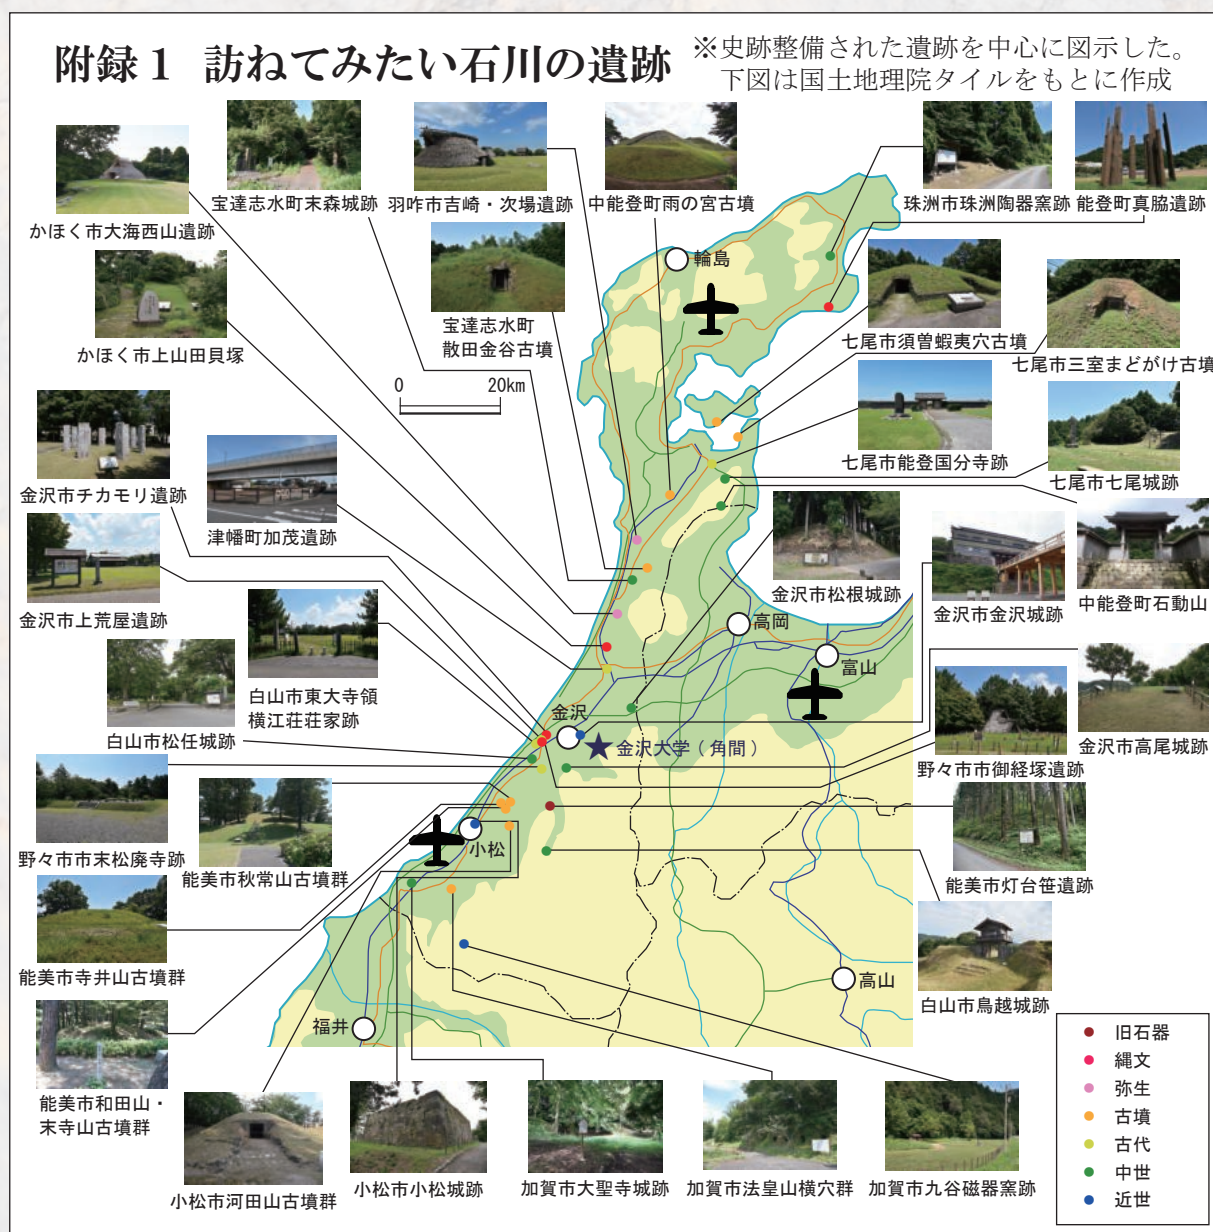 附録1 訪ねてみたい石川の遺跡
※史跡整備された遺跡を中心に図示した。
下図は国土地理院タイルをもとに作成
かほく市大海西山遺跡
宝達志水町末森城跡
羽咋市吉崎・次場遺跡
中能登町雨の宮古墳
珠洲市珠洲陶器窯跡
能登町真脇遺跡
かほく市上山田貝塚
宝達志水町
散田金谷古墳
輪島
七尾市須曽蝦夷穴古墳
七尾市三室まどがけ古墳
0 20km
金沢市チカモリ遺跡
津幡町加茂遺跡
七尾市能登国分寺跡
七尾市七尾城跡
金沢市上荒屋遺跡
金沢市松根城跡
金沢市金沢城跡
中能登町石動山
高岡
富山
白山市東大寺領
横江荘荘家跡
白山市松任城跡
金沢
金沢大学(角間)
野々市市御経塚遺跡
金沢市高尾城跡
野々市市末松廃寺跡
能美市秋常山古墳群
小松
能美市灯台笹遺跡
能美市寺井山古墳群
高山
白山市鳥越城跡
福井
能美市和田山・
末寺山古墳群
小松市河田山古墳群
小松市小松城跡
加賀市大聖寺城跡
加賀市法皇山横穴群
加賀市九谷磁器窯跡
旧石器
縄文
弥生
古墳
古代
中世
近世